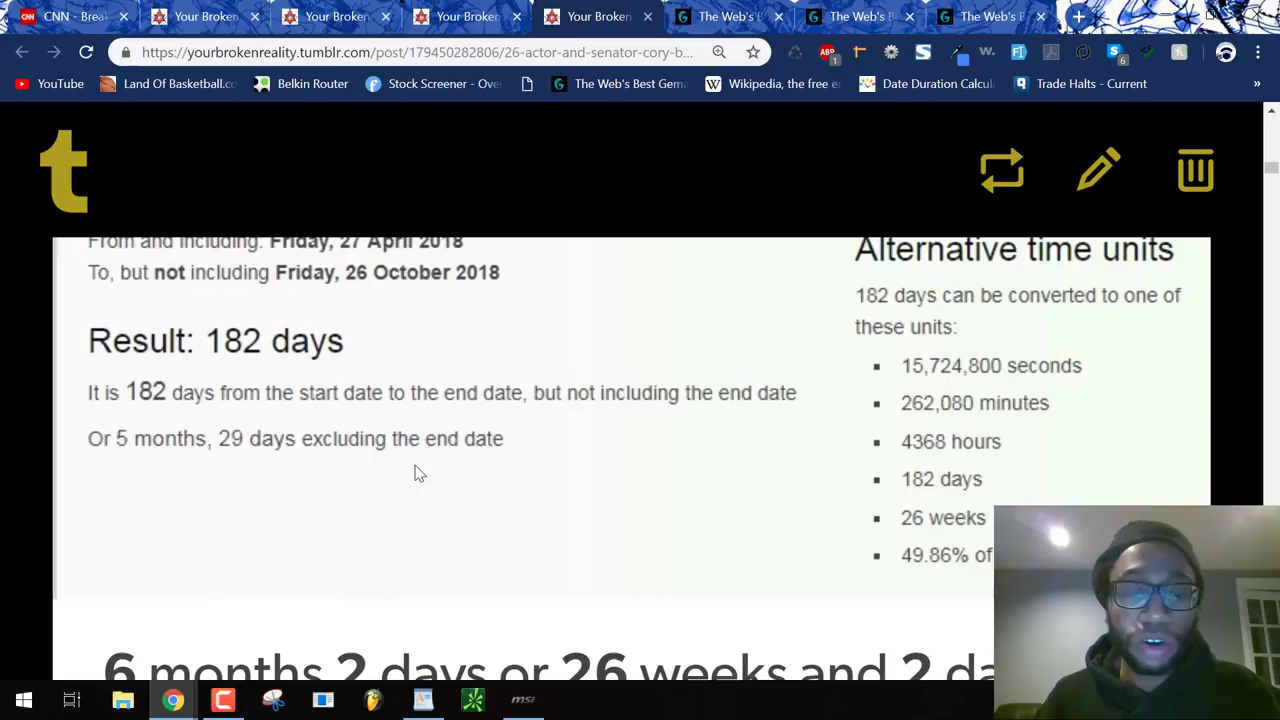 CNN - Break
Your Broken
Your Broken
Your Broken
Your Broken
The Web's B
The Web's B
The Web's B
https://yourbrokenreality.tumblr.com/post/179450282806/26-actor-and-senator-cory-b...
YouTube
Land Of Basketball.co
Belkin Router
Stock Screener - Ove
The Web's Best Gema
Wikipedia, the free en
Date Duration Calcul
Trade Halts - Current
»
t
From and including: Friday, 27 April 2018
To, but not including Friday, 26 October 2018
Result: 182 days
It is 182 days from the start date to the end date, but not including the end date
Or 5 months, 29 days excluding the end date
Alternative time units
182 days can be converted to one of
these units:
15,724,800 seconds
262,080 minutes
4368 hours
182 days
26 weeks
49.86% of
6 months 2 days or 26 weeks and 2 da
msi